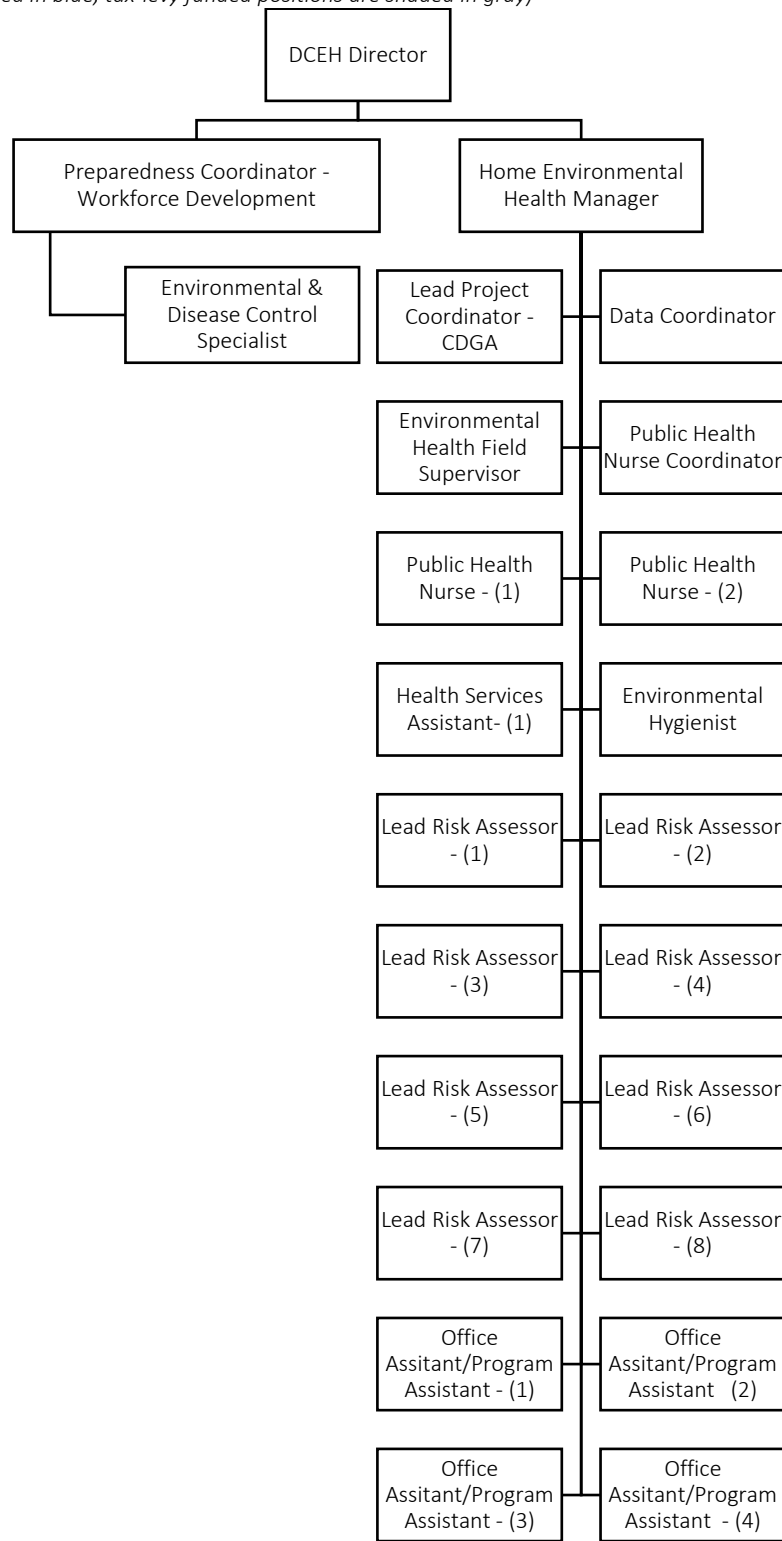 in blue, tax-levy funded positions are shaded in gray)
DCEH Director
Preparedness Coordinator -
Workforce Development
Home Environmental
Health Manager
Environmental &
Disease Control
Specialist
Lead Project
Coordinator -
CDGA
Data Coordinator
Environmental
Health Field
Supervisor
Public Health
Nurse Coordinator
Public Health
Nurse - (1)
Public Health
Nurse - (2)
Health Services
Assistant- (1)
Environmental
Hygienist
Lead Risk Assessor
- (1)
Lead Risk Assessor
- (2)
Lead Risk Assessor
- (3)
Lead Risk Assessor
- (4)
Lead Risk Assessor
- (5)
Lead Risk Assessor
- (6)
Lead Risk Assessor
- (7)
Lead Risk Assessor
- (8)
Office
Assitant/Program
Assistant - (1)
Office
Assitant/Program
Assistant (2)
Office
Assitant/Program
Assistant - (3)
Office
Assitant/Program
Assistant - (4)